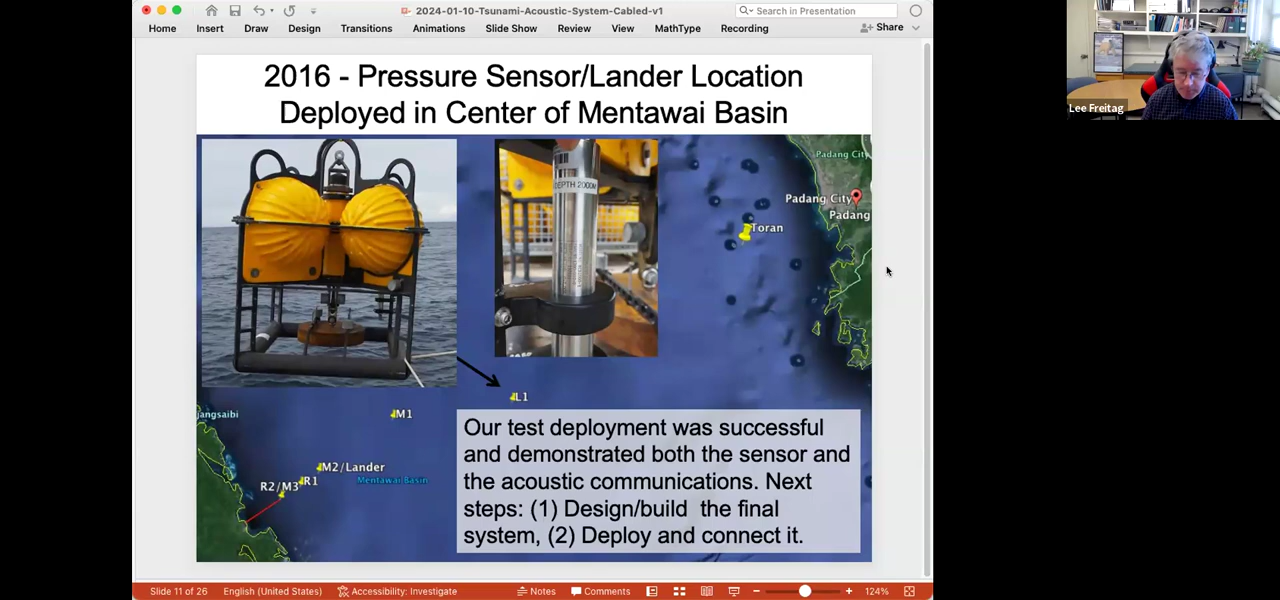 2024-01-10-Tsunami-Acoustic-System-Cabled-v1
Search in Presentation
Home Insert Draw Design Transitions Animations Slide Show Review View MathType Recording
Share
2016 - Pressure Sensor/Lander Location
Deployed in Center of Mentawai Basin
DEPTH 2000M
Padang City
Padang City
Padang
Toran
L1
jangsaibi
M1
M2/Lander
R1
R2/M3
Mentawai Basin
Our test deployment was successful
and demonstrated both the sensor and
the acoustic communications. Next
steps: (1) Design/build the final
system, (2) Deploy and connect it.
Slide 11 of 26 English (United States) Accessibility: Investigate Notes Comments 124%
Lee Freitag